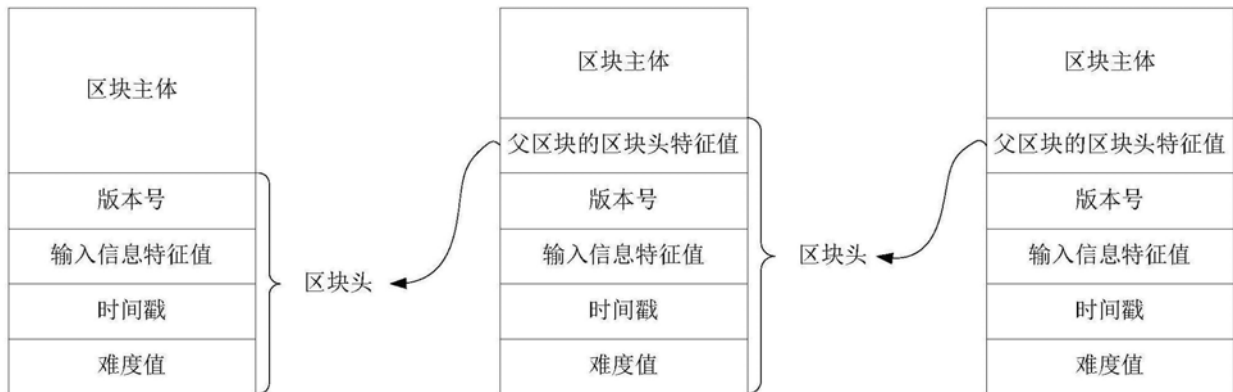 区块主体
版本号
输入信息特征值
时间戳
难度值
区块头
区块主体
父区块的区块头特征值
版本号
输入信息特征值
时间戳
难度值
区块头
区块主体
父区块的区块头特征值
版本号
输入信息特征值
时间戳
难度值